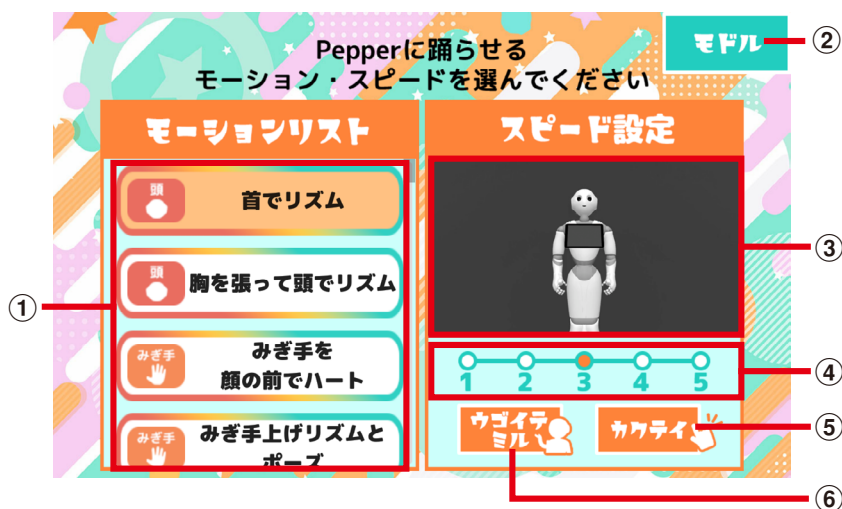 Pepperに踊らせる
モーション・スピードを選んでください
モドル
②
モーションリスト
スピード設定
頭
首でリズム
頭
胸を張って頭でリズム
みぎ手
みぎ手を
顔の前でハート
みぎ手
みぎ手上げリズムと
ポーズ
①
③
1 2 3 4 5
④
ウゴイテ
ミル
カクテイ
⑤
⑥